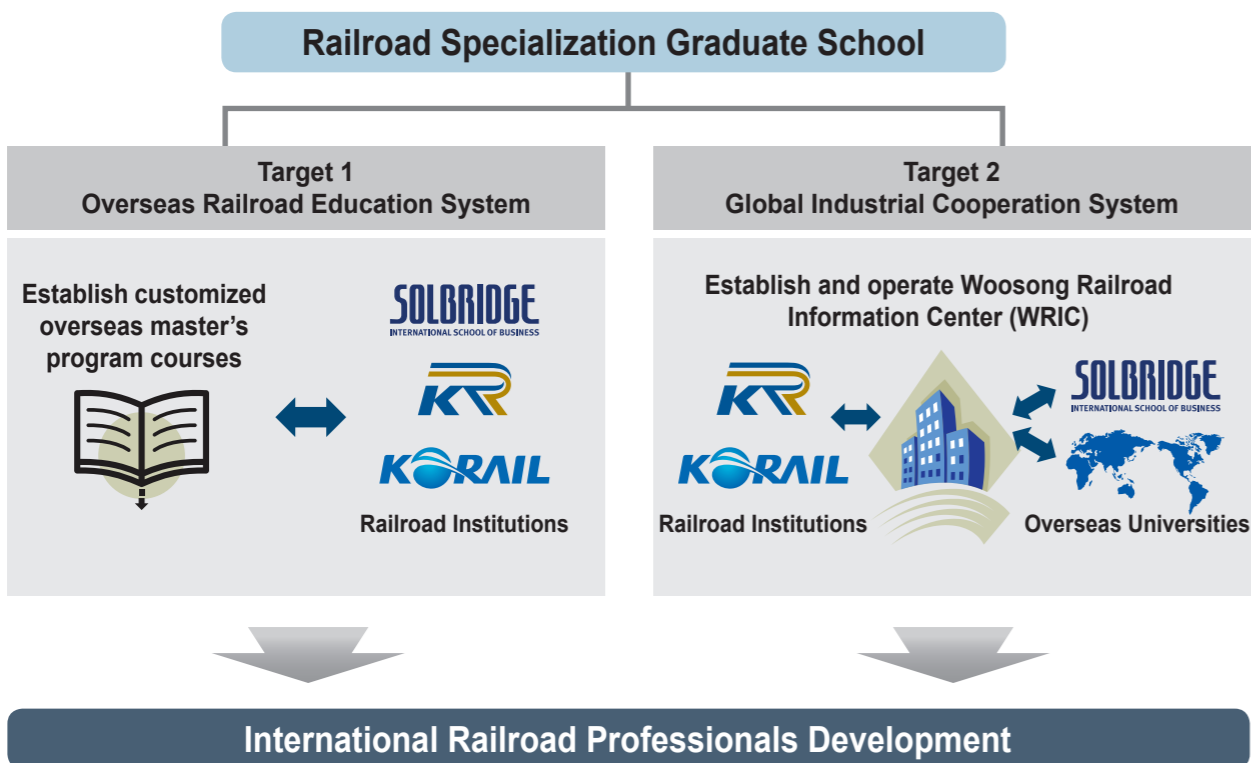 Railroad Specialization Graduate School
Target 1
Overseas Railroad Education System
Establish customized
overseas master's
program courses
SOLBRIDGE
INTERNATIONAL SCHOOL OF BUSINESS
KR
KORAIL
Railroad Institutions
Target 2
Global Industrial Cooperation System
Establish and operate Woosong Railroad
Information Center (WRIC)
KR
KORAIL
Railroad Institutions
SOLBRIDGE
INTERNATIONAL SCHOOL OF BUSINESS
Overseas Universities
International Railroad Professionals Development